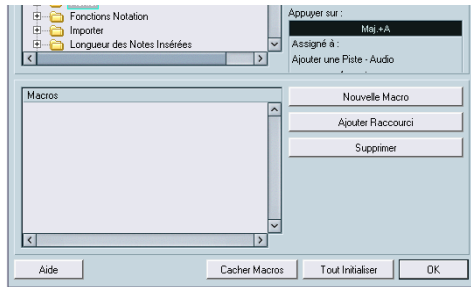 Fonctions Notation
Importer
Longueur des Notes Insérées
Appuyer sur :
Maj.+A
Assigné à :
Ajouter une Piste - Audio
Macros
Nouvelle Macro
Ajouter Raccourci
Supprimer
Aide
Cacher Macros
Tout Initialiser
OK